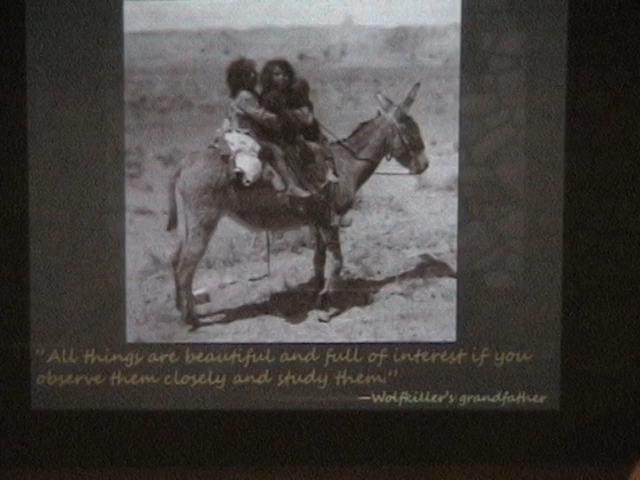 "All things are beautiful and full of interest if you
observe them closely and study them."
—Wolfkiller's grandfather